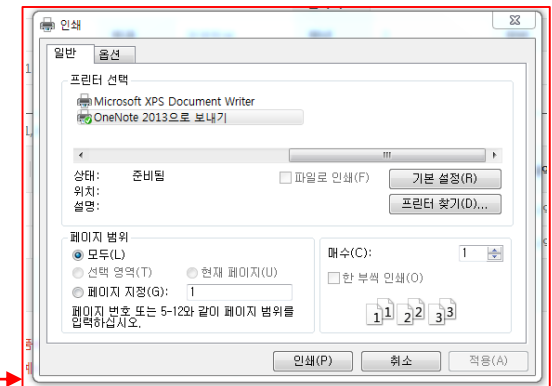 인쇄
일반 옵션
프린터 선택
Microsoft XPS Document Writer
OneNote 2013으로 보내기
상태: 준비됨 파일로 인쇄(F) 기본 설정(R)
위치:
설명: 프린터 찾기(D)...
페이지 범위
모두(L) 매수(C): 1
선택 영역(T) 현재 페이지(U) 한 부씩 인쇄(O)
페이지 지정(G): 1
페이지 번호 또는 5-12와 같이 페이지 범위를 1 1 2 2 3 3
입력하십시오.
인쇄(P) 취소 적용(A)